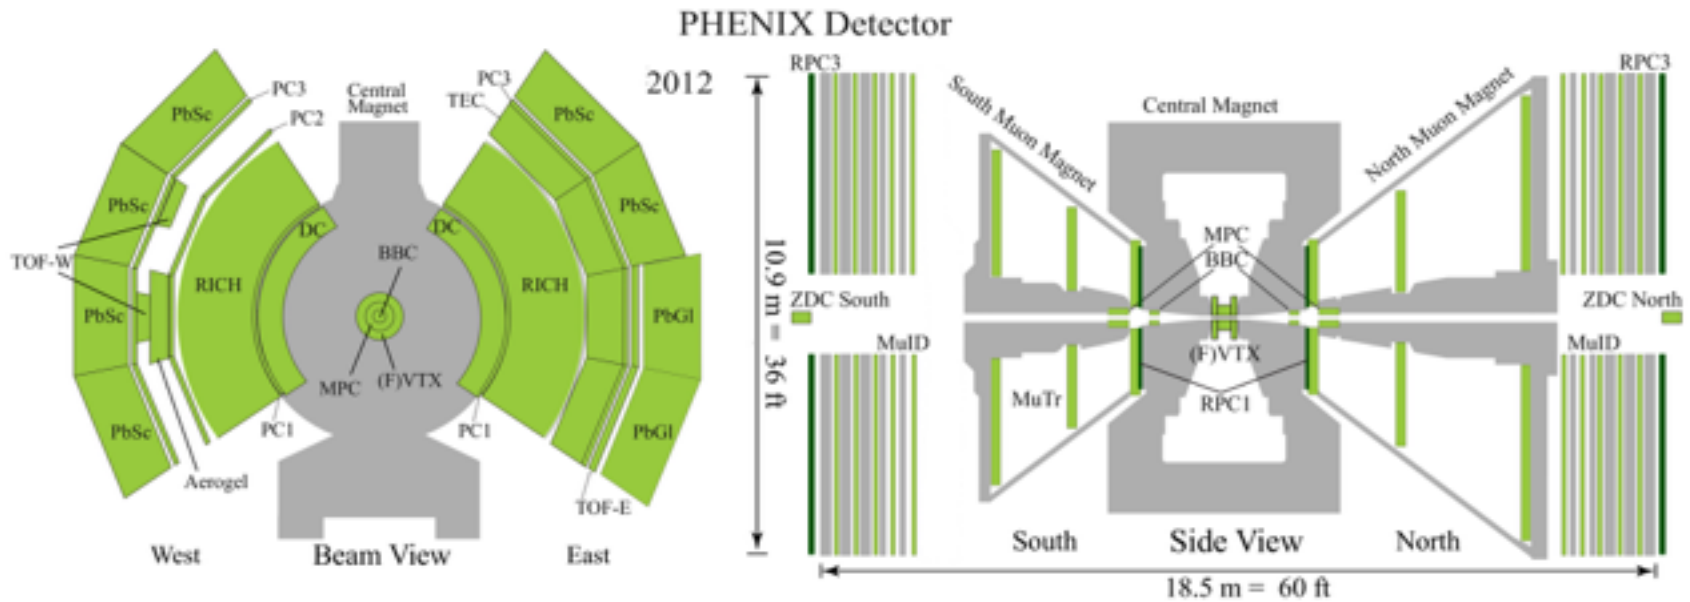 PHENIX Detector
2012
PC3
PC2
Central
Magnet
PC3
TEC
PbSc
PbSc
PbSc
PbSc
TOF-W
DC
DC
BBC
RICH
RICH
PbSc
PbGl
MPC
(F)VTX
PbSc
PC1
PC1
PbGl
Aerogel
TOF-E
West
Beam View
East
RPC3
South Muon Magnet
Central Magnet
North Muon Magnet
RPC3
10.9 m = 36 ft
MPC
BBC
ZDC South
ZDC North
MuID
(F)VTX
MuID
MuTr
RPC1
South
Side View
North
18.5 m = 60 ft